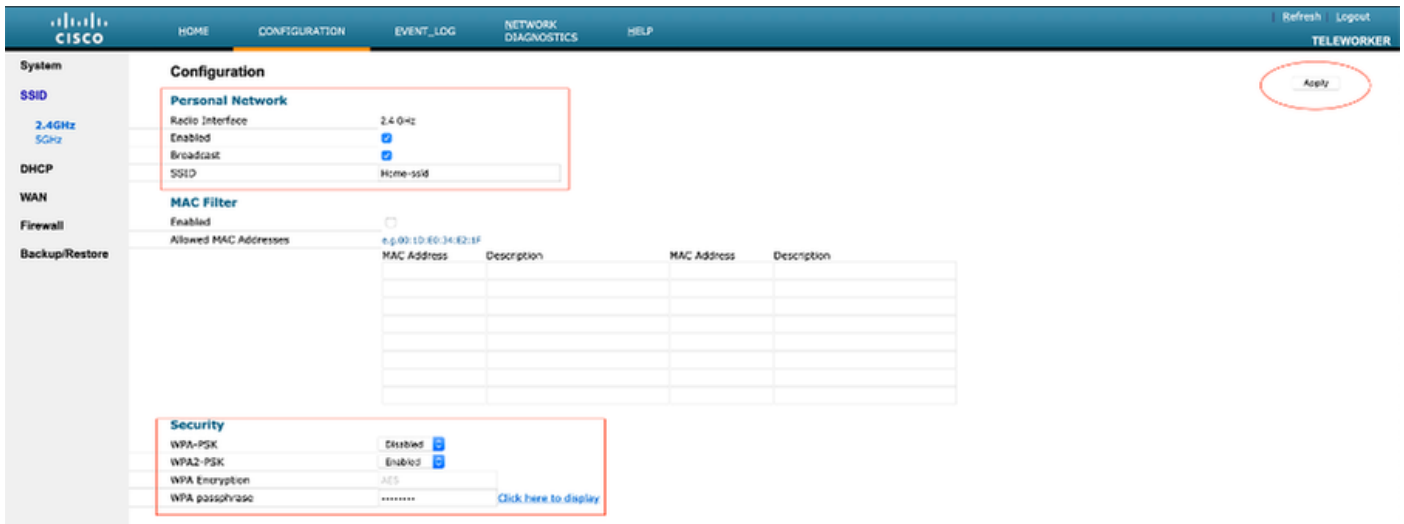 Refresh Logout
CISCO HOME CONFIGURATION EVENT_LOG NETWORK DIAGNOSTICS HELP
TELEWORKER
System
SSID
2.4GHz
5GHz
DHCP
WAN
Firewall
Backup/Restore
Configuration
Apply
Personal Network
Radio Interface 2.4 GHz
Enabled
Broadcast
SSID Home-ssid
MAC Filter
Enabled
Allowed MAC Addresses e.g.00:1D:E0:34:E2:1F
MAC Address Description MAC Address Description
Security
WPA-PSK Disabled
WPA2-PSK Enabled
WPA Encryption AES
WPA passphrase •••••••• Click here to display